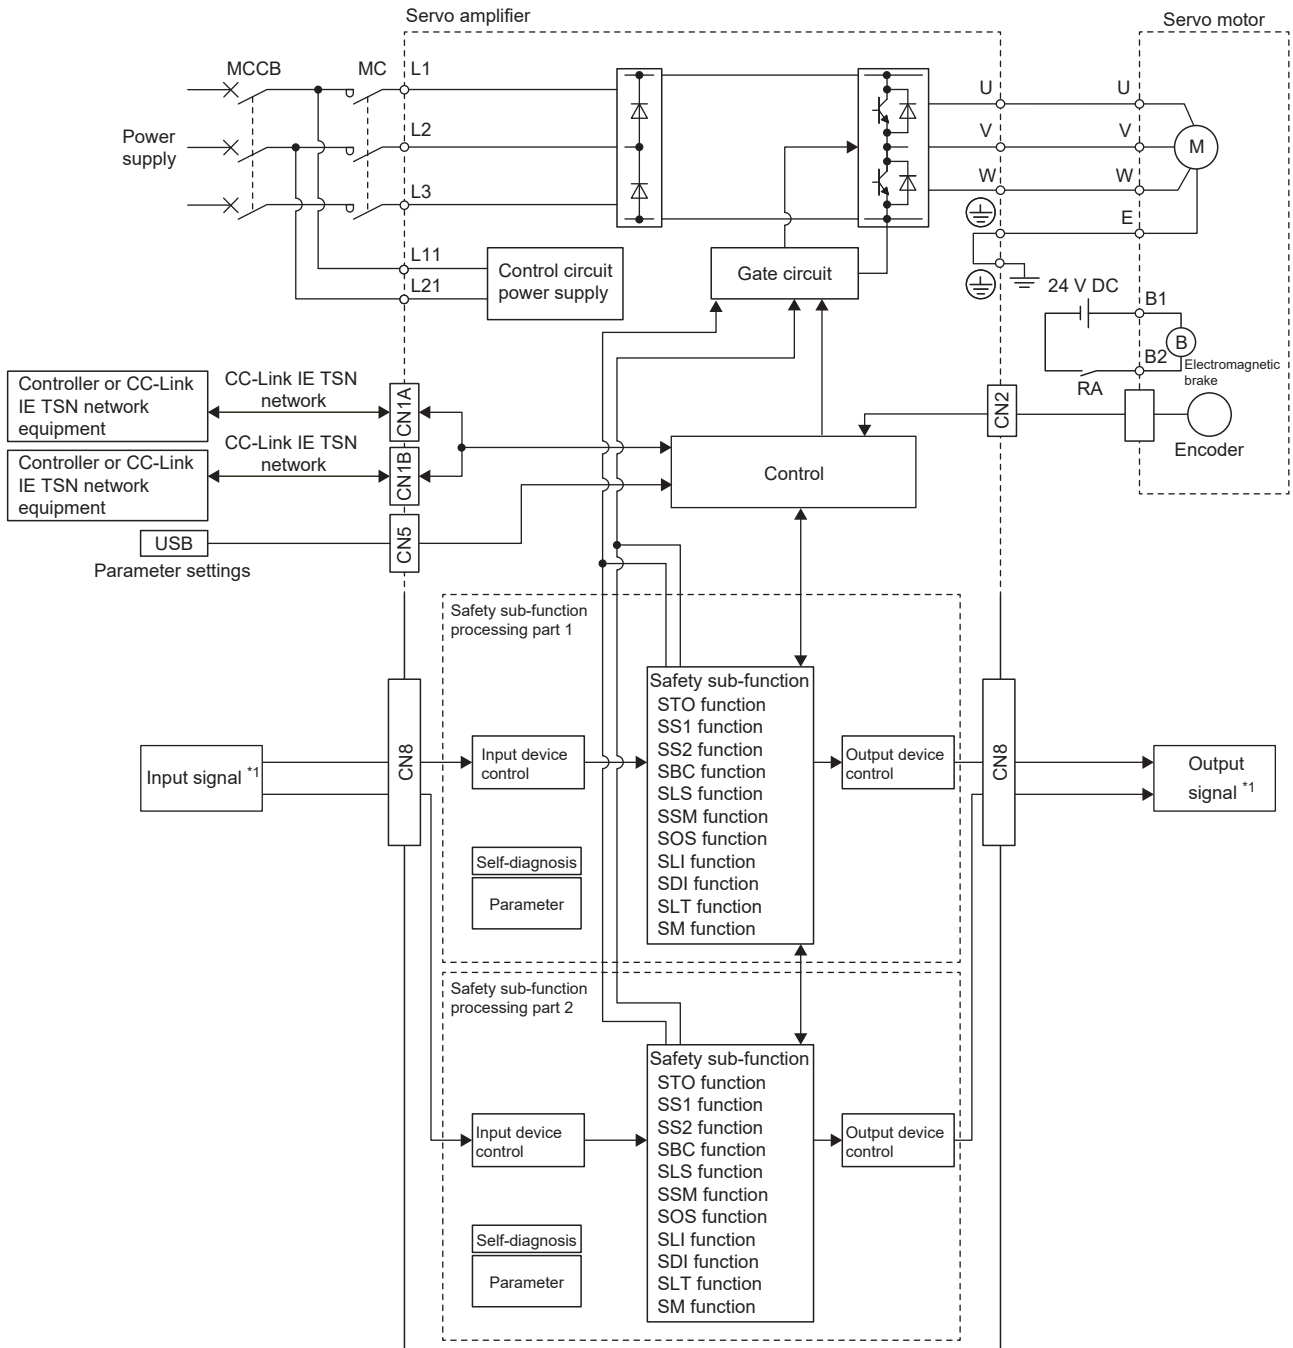 Servo amplifier
Servo motor
MCCB
MC
L1
L2
L3
Power
supply
U
V
W
U
V
W
E
M
L11
L21
Control circuit
power supply
Gate circuit
24 V DC
B1
B
B2
RA
Electromagnetic
brake
Encoder
CN2
Controller or CC-Link
IE TSN network
equipment
CC-Link IE TSN
network
CN1A
Controller or CC-Link
IE TSN network
equipment
CC-Link IE TSN
network
CN1B
Control
USB
CN5
Parameter settings
Safety sub-function
processing part 1
Input signal *1
CN8
Input device
control
Safety sub-function
STO function
SS1 function
SS2 function
SBC function
SLS function
SSM function
SOS function
SLI function
SDI function
SLT function
SM function
Output device
control
CN8
Output
signal *1
Self-diagnosis
Parameter
Safety sub-function
processing part 2
Input device
control
Safety sub-function
STO function
SS1 function
SS2 function
SBC function
SLS function
SSM function
SOS function
SLI function
SDI function
SLT function
SM function
Output device
control
Self-diagnosis
Parameter